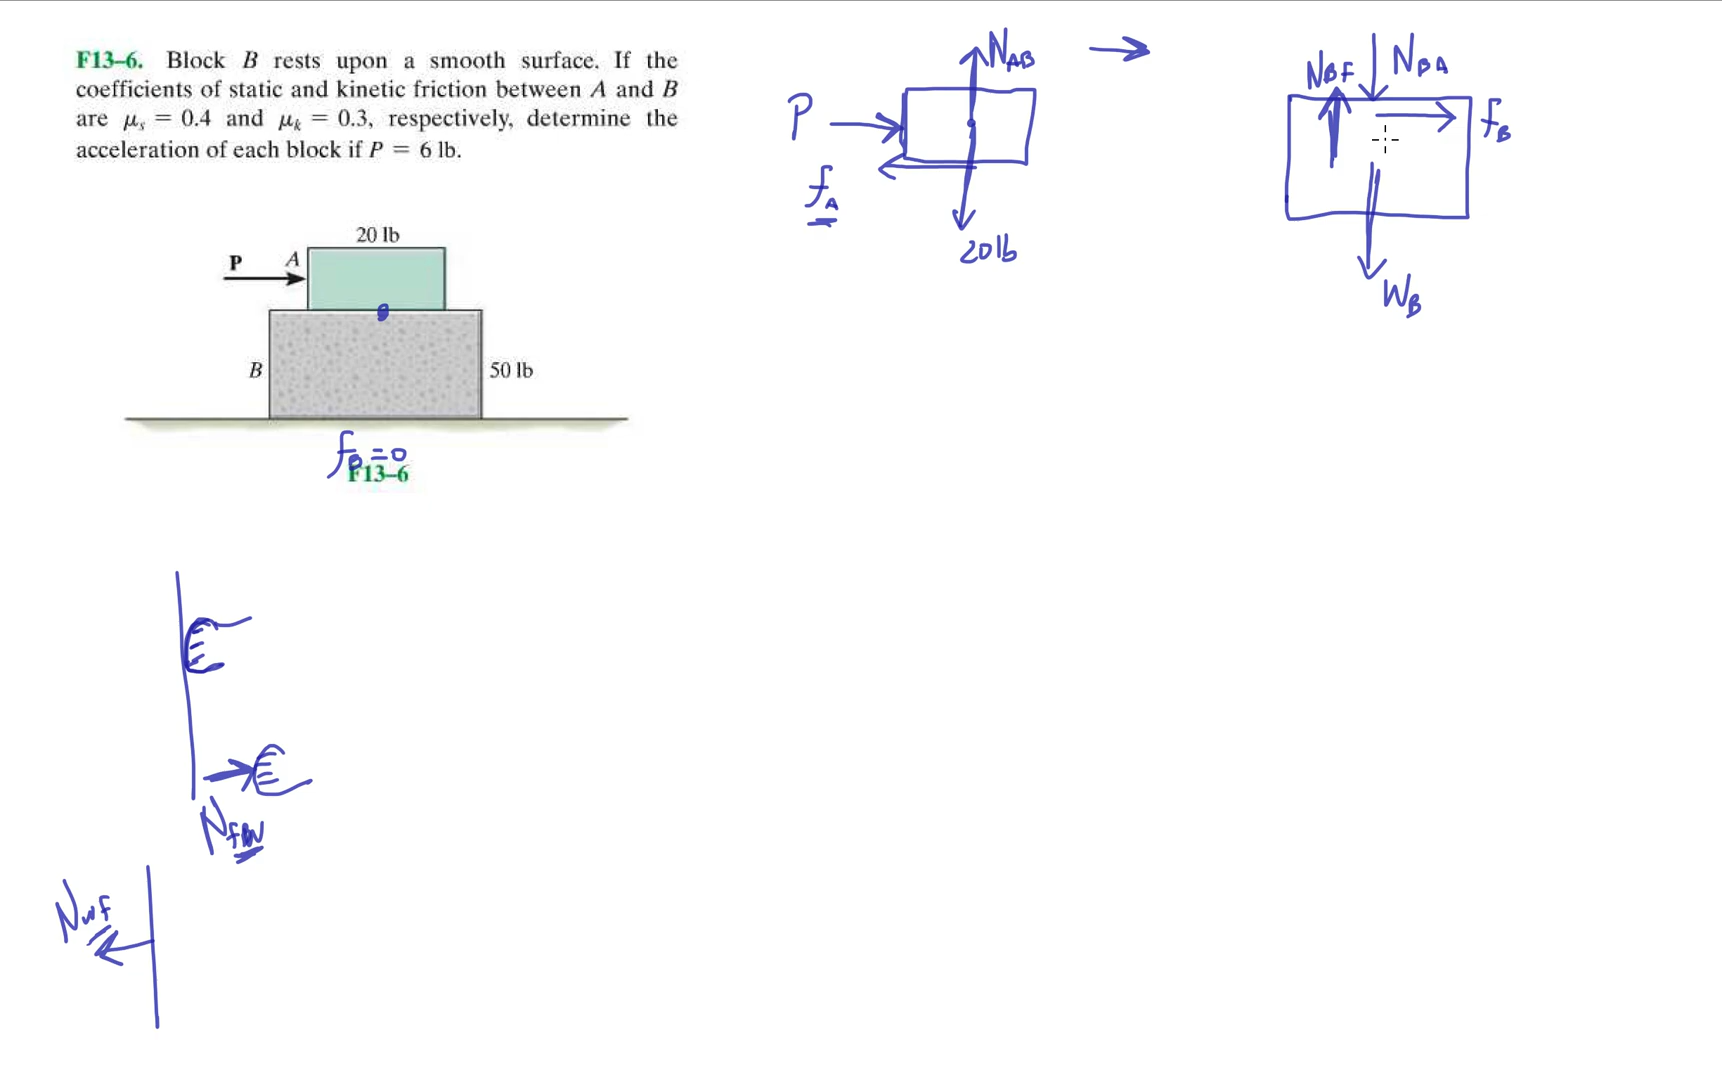 F13–6. Block B rests upon a smooth surface. If the
coefficients of static and kinetic friction between A and B
are μs = 0.4 and μk = 0.3, respectively, determine the
acceleration of each block if P = 6 lb.
20 lb
P A
B
50 lb
fB=0
F13–6
NAB
P
fA
20lb
NBF
NBA
fB
WB
NfW
Nwf